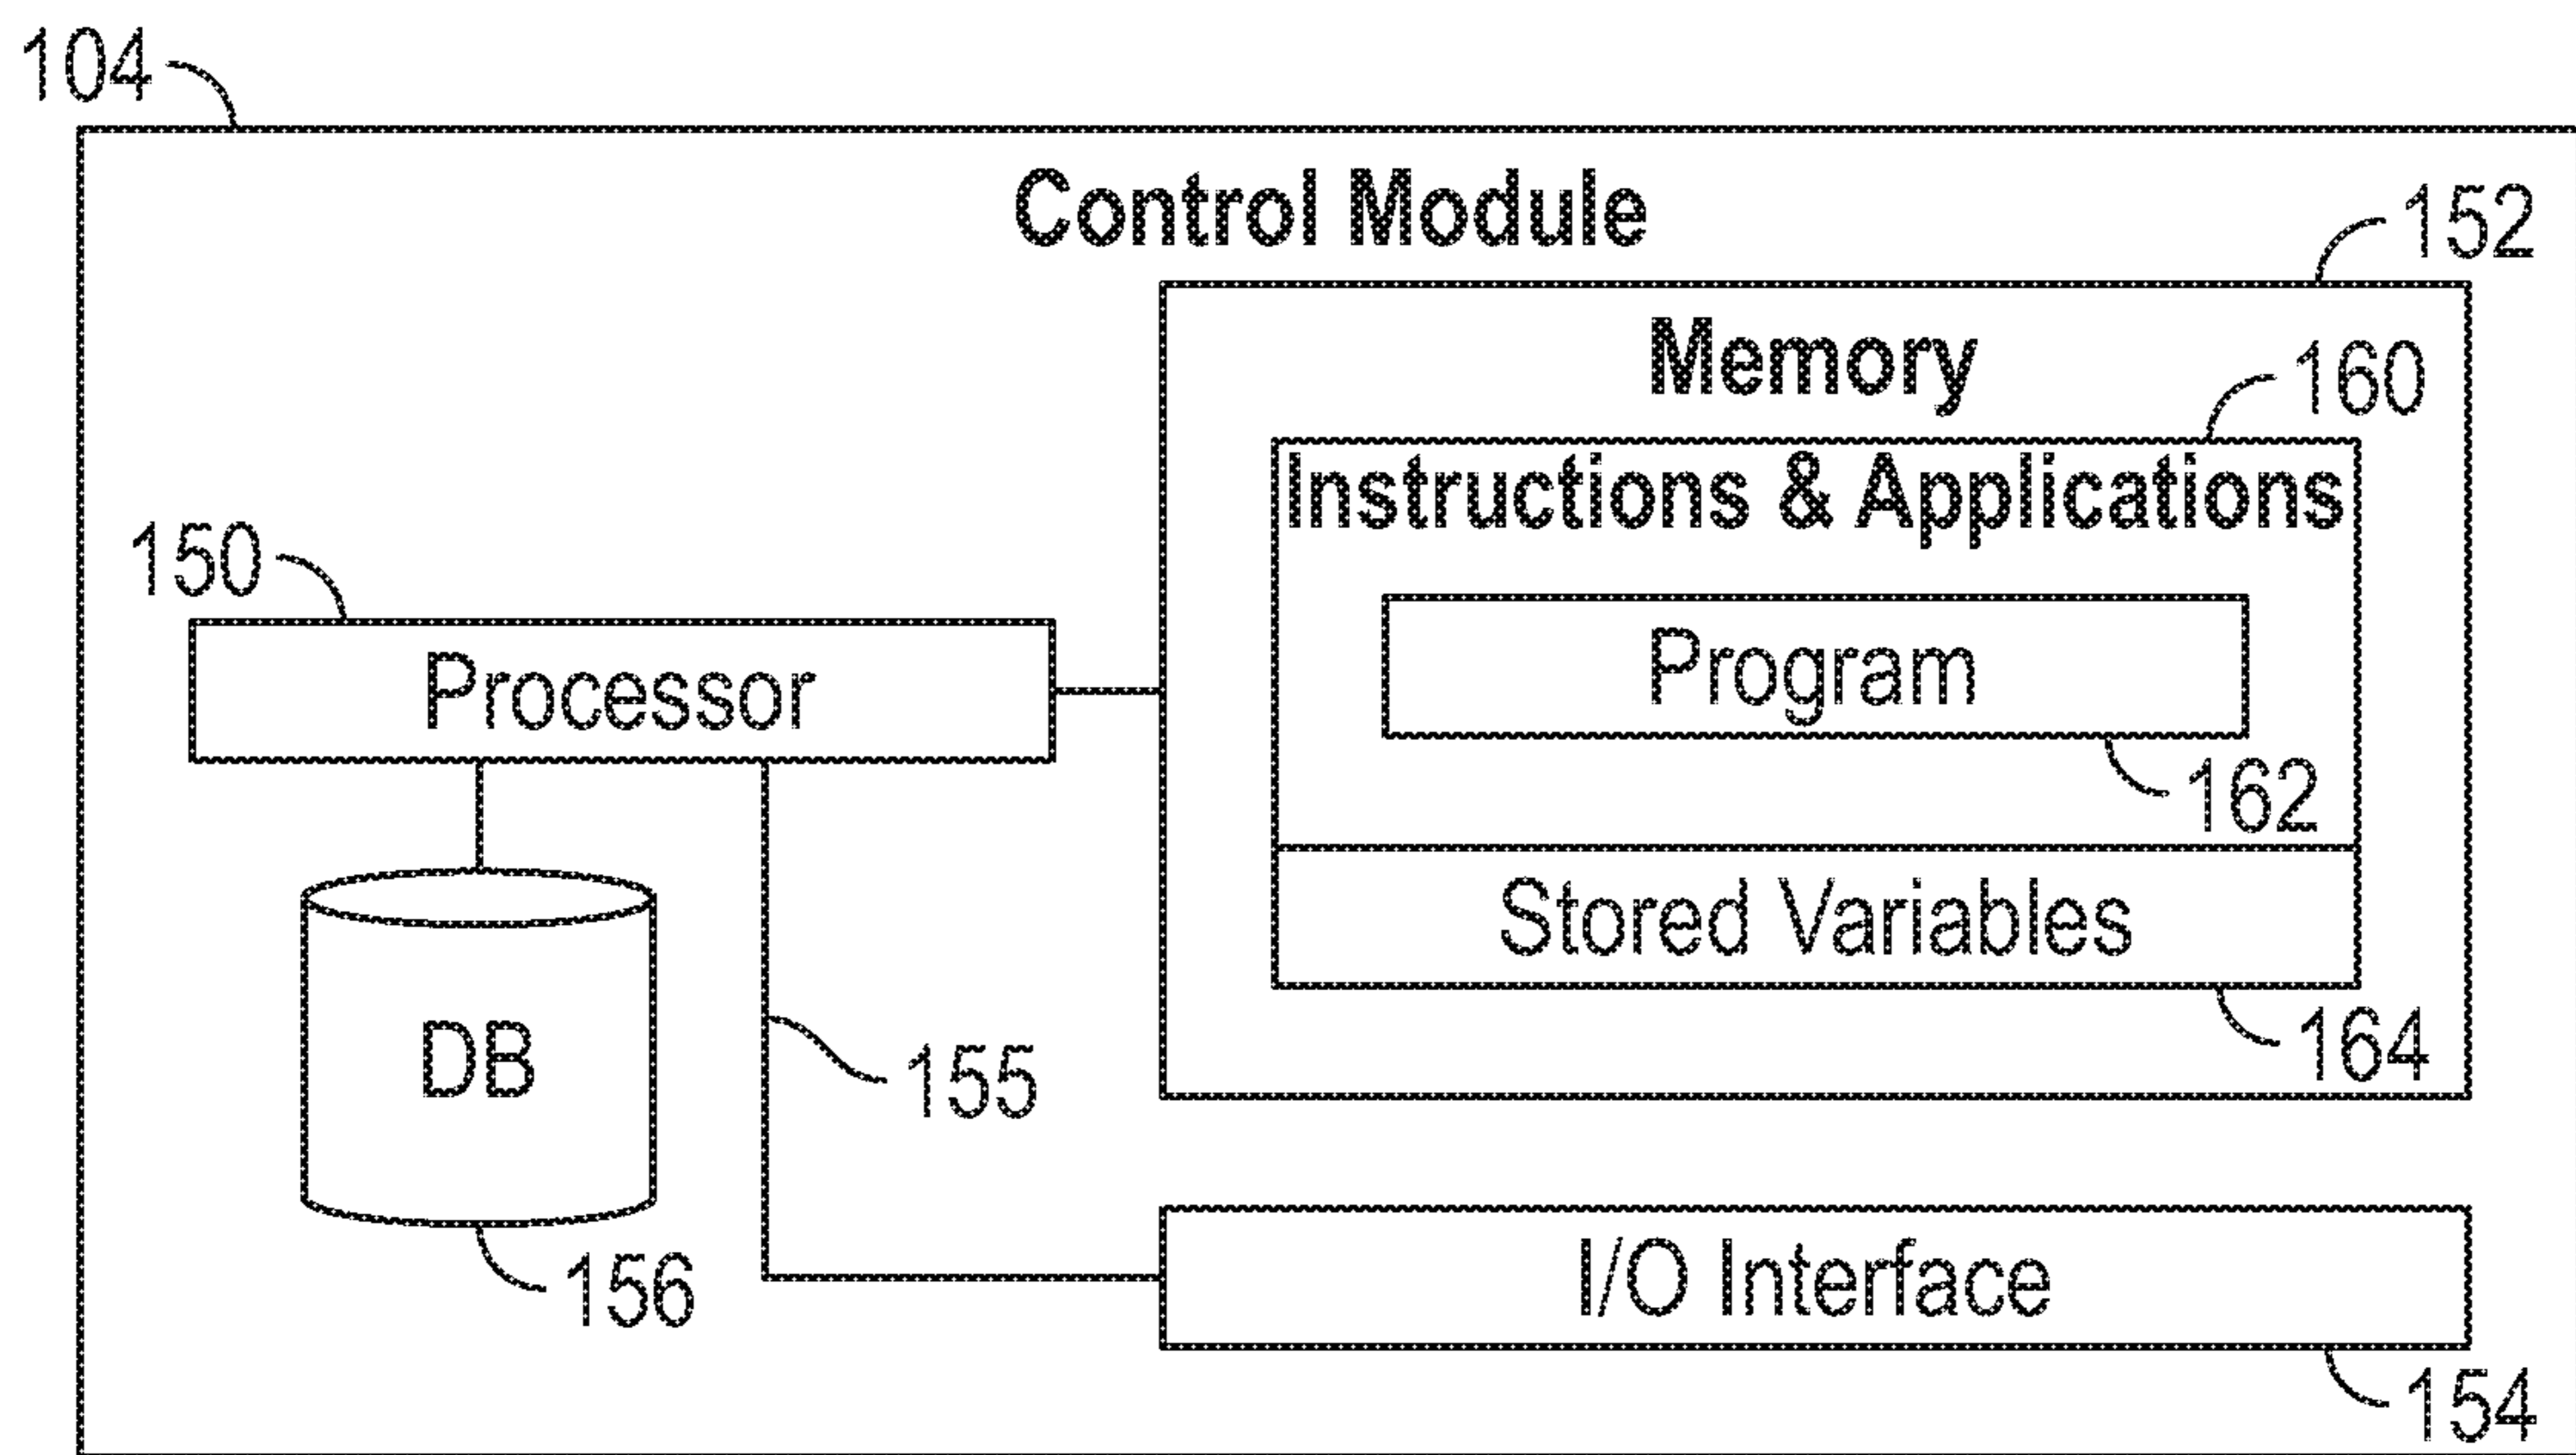 104
Control Module
152
Memory
160
Instructions & Applications
150
Processor
Program
162
Stored Variables
DB
155
164
156
I/O Interface
154